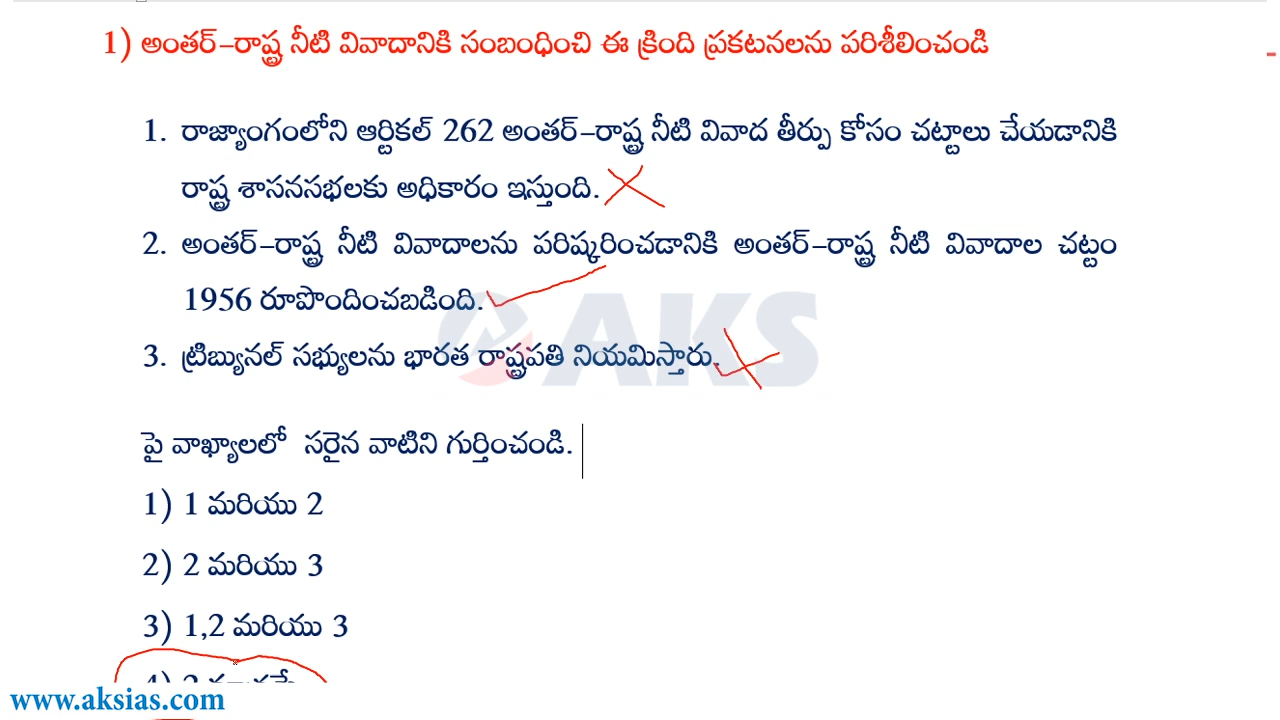 1) అంతర్-రాష్ట్ర నీటి వివాదానికి సంబంధించి ఈ క్రింది ప్రకటనలను పరిశీలించండి
1. రాజ్యాంగంలోని ఆర్టికల్ 262 అంతర్-రాష్ట్ర నీటి వివాద తీర్పు కోసం చట్టాలు చేయడానికి
రాష్ట్ర శాసనసభలకు అధికారం ఇస్తుంది.
2. అంతర్-రాష్ట్ర నీటి వివాదాలను పరిష్కరించడానికి అంతర్-రాష్ట్ర నీటి వివాదాల చట్టం
1956 రూపొందించబడింది.
3. ట్రిబ్యునల్ సభ్యులను భారత రాష్ట్రపతి నియమిస్తారు.
AKS
పై వాఖ్యాలలో సరైన వాటిని గుర్తించండి.
1) 1 మరియు 2
2) 2 మరియు 3
3) 1,2 మరియు 3
4) 2
www.aksias.com